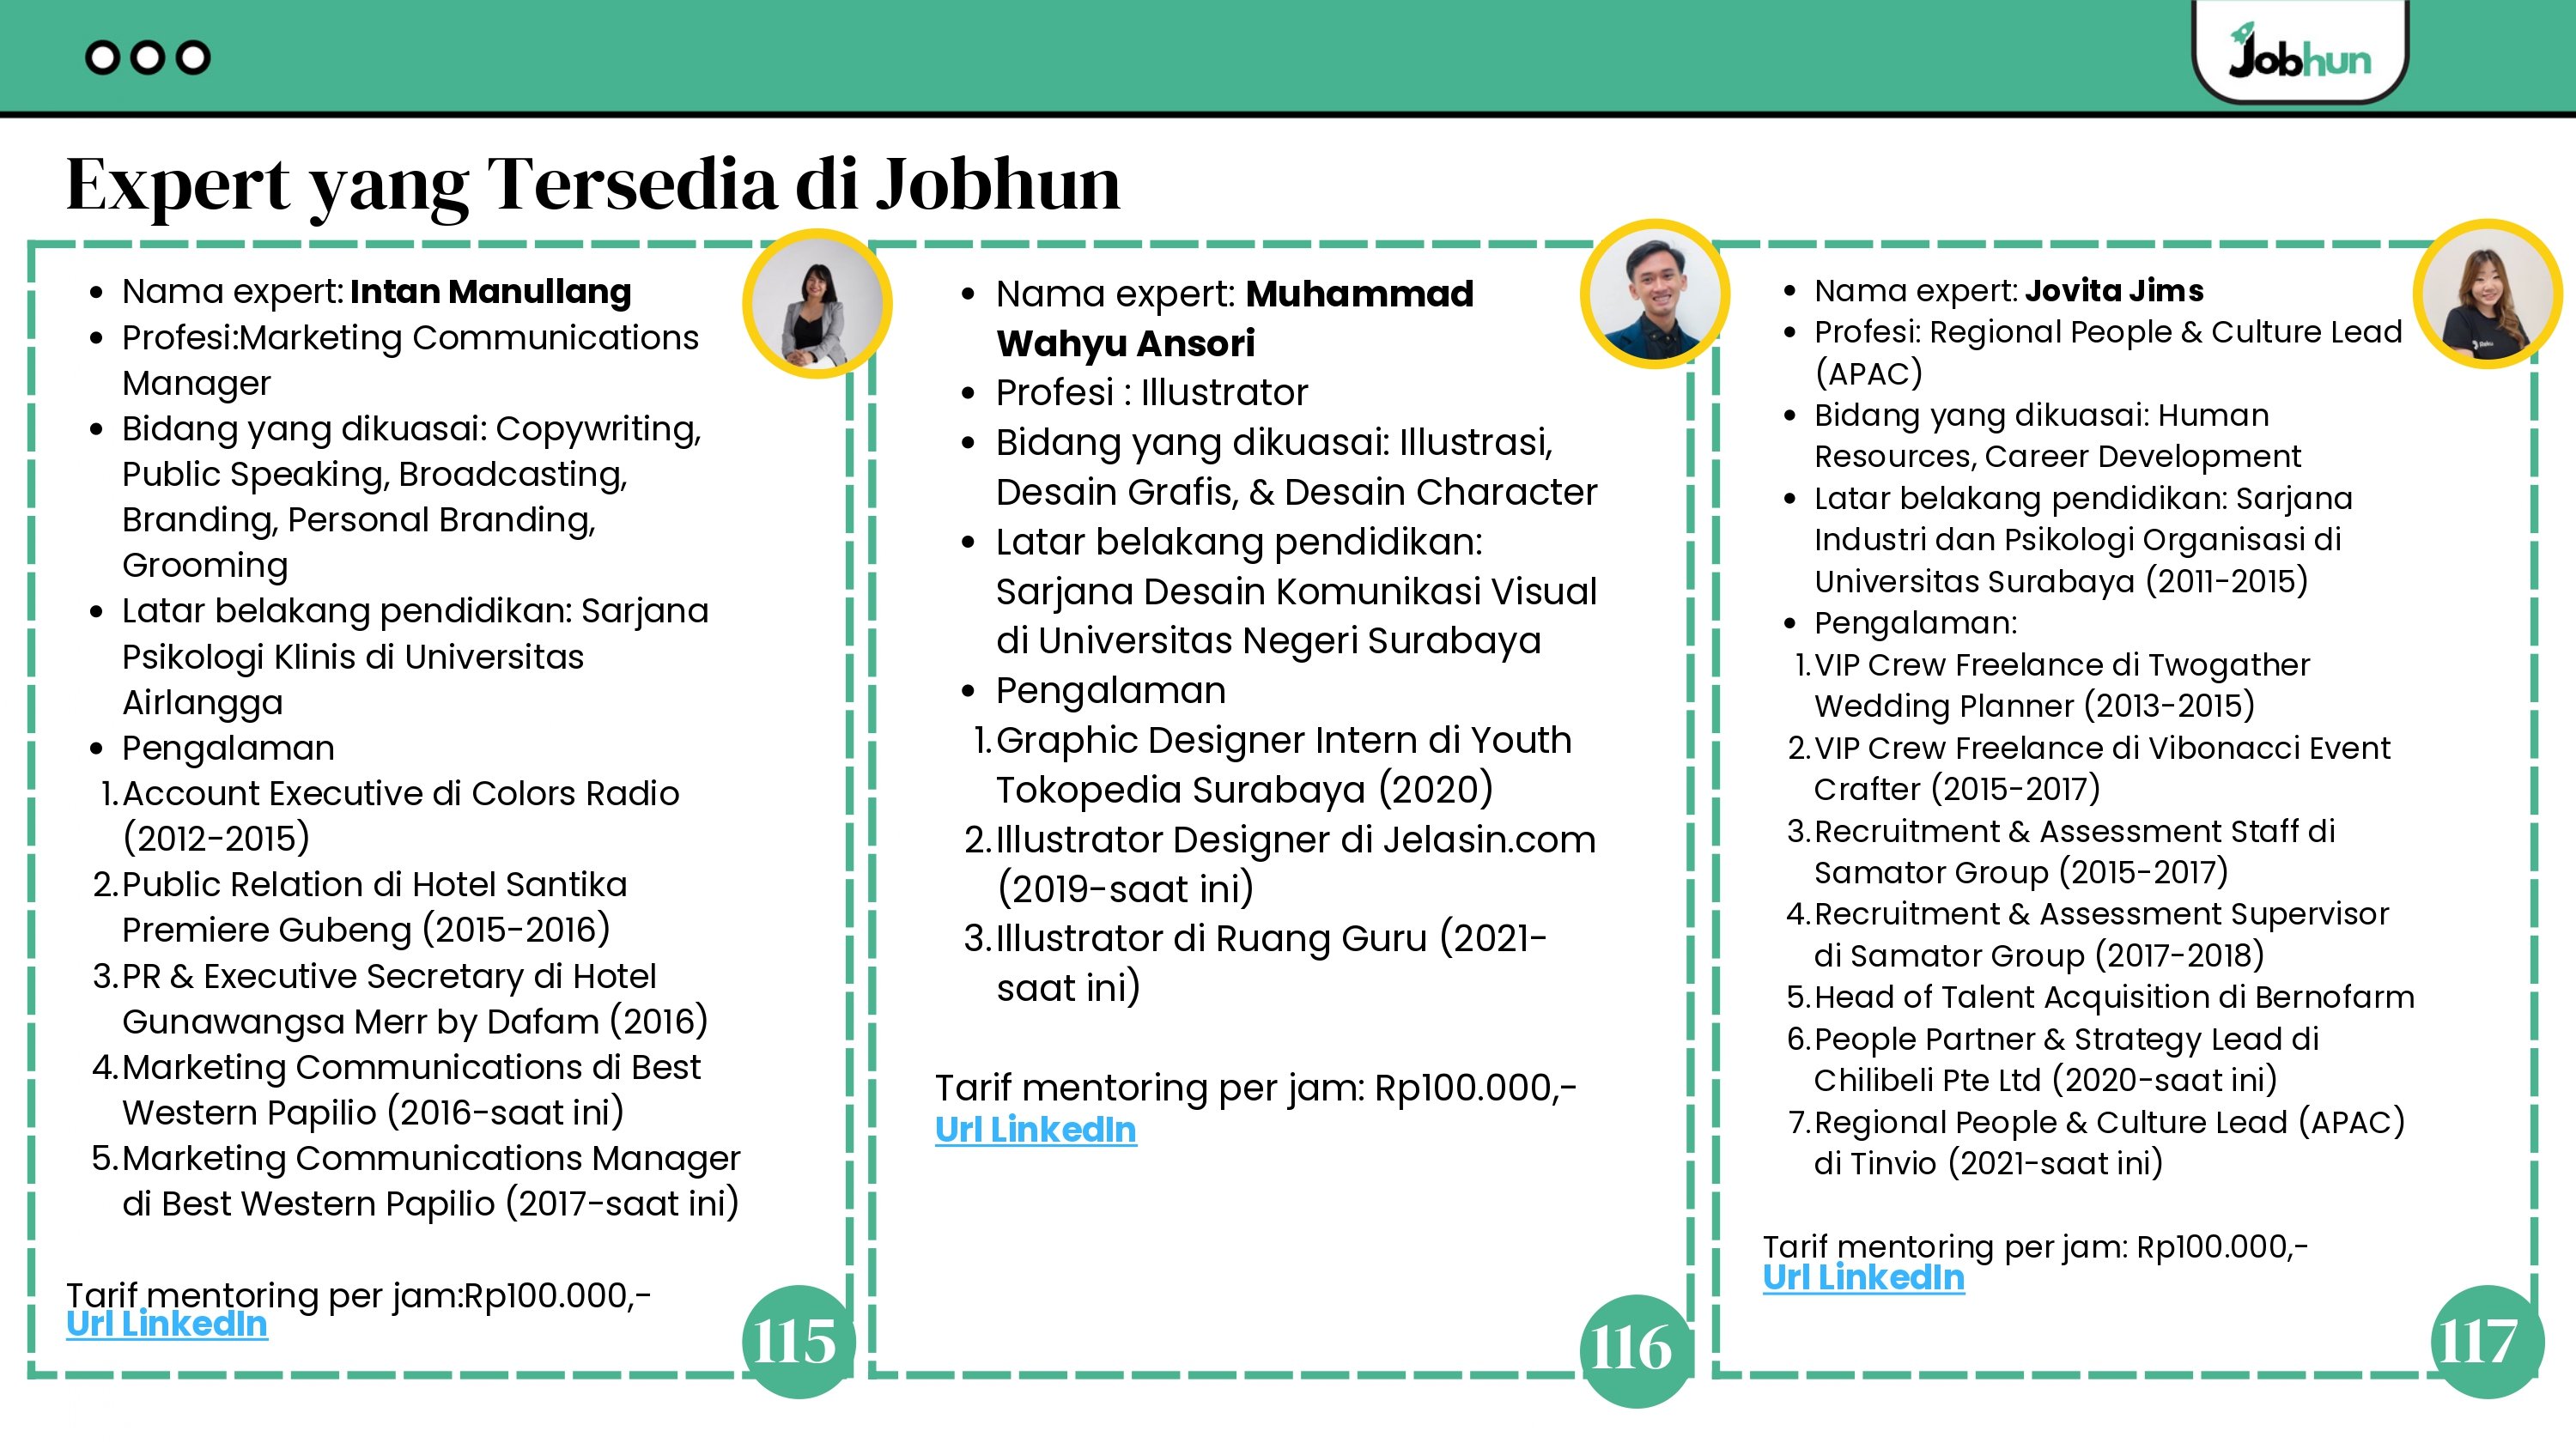 Jobhun
Expert yang Tersedia di Jobhun
Nama expert: Intan Manullang
Profesi:Marketing Communications
Manager
Bidang yang dikuasai: Copywriting,
Public Speaking, Broadcasting,
Branding, Personal Branding,
Grooming
Latar belakang pendidikan: Sarjana
Psikologi Klinis di Universitas
Airlangga
Pengalaman
1.Account Executive di Colors Radio
(2012-2015)
2.Public Relation di Hotel Santika
Premiere Gubeng (2015-2016)
3.PR & Executive Secretary di Hotel
Gunawangsa Merr by Dafam (2016)
4.Marketing Communications di Best
Western Papilio (2016-saat ini)
5.Marketing Communications Manager
di Best Western Papilio (2017-saat ini)
Tarif mentoring per jam:Rp100.000,-
Url LinkedIn
115
Nama expert: Muhammad
Wahyu Ansori
Profesi : Illustrator
Bidang yang dikuasai: Illustrasi,
Desain Grafis, & Desain Character
Latar belakang pendidikan:
Sarjana Desain Komunikasi Visual
di Universitas Negeri Surabaya
Pengalaman
1.Graphic Designer Intern di Youth
Tokopedia Surabaya (2020)
2.Illustrator Designer di Jelasin.com
(2019-saat ini)
3.Illustrator di Ruang Guru (2021-
saat ini)
Tarif mentoring per jam: Rp100.000,-
Url LinkedIn
116
Nama expert: Jovita Jims
Profesi: Regional People & Culture Lead
(APAC)
Bidang yang dikuasai: Human
Resources, Career Development
Latar belakang pendidikan: Sarjana
Industri dan Psikologi Organisasi di
Universitas Surabaya (2011-2015)
Pengalaman:
1.VIP Crew Freelance di Twogather
Wedding Planner (2013-2015)
2.VIP Crew Freelance di Vibonacci Event
Crafter (2015-2017)
3.Recruitment & Assessment Staff di
Samator Group (2015-2017)
4.Recruitment & Assessment Supervisor
di Samator Group (2017-2018)
5.Head of Talent Acquisition di Bernofarm
6.People Partner & Strategy Lead di
Chilibeli Pte Ltd (2020-saat ini)
7.Regional People & Culture Lead (APAC)
di Tinvio (2021-saat ini)
Tarif mentoring per jam: Rp100.000,-
Url LinkedIn
117